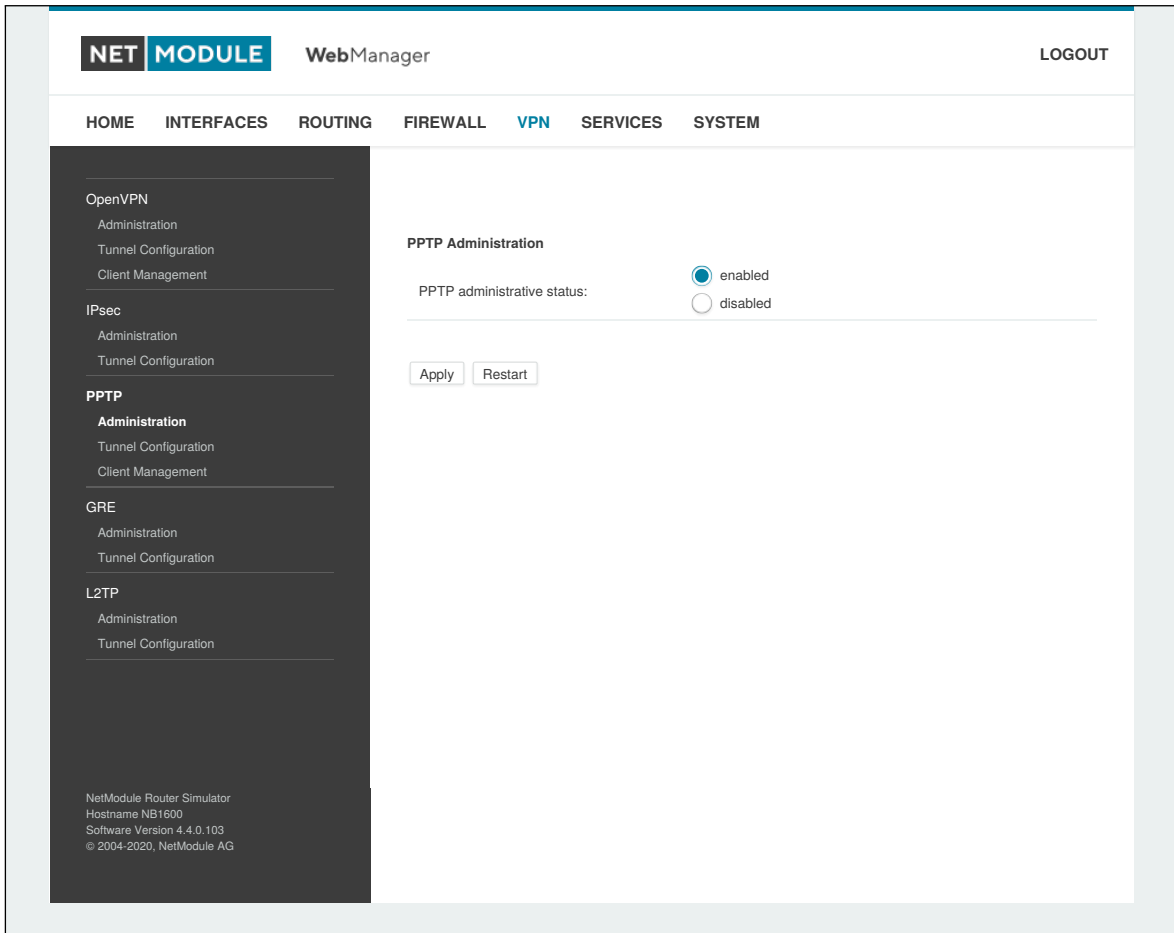 NET MODULE WebManager LOGOUT
HOME INTERFACES ROUTING FIREWALL VPN SERVICES SYSTEM
OpenVPN
Administration
Tunnel Configuration
Client Management
IPsec
Administration
Tunnel Configuration
PPTP
Administration
Tunnel Configuration
Client Management
GRE
Administration
Tunnel Configuration
L2TP
Administration
Tunnel Configuration
NetModule Router Simulator
Hostname NB1600
Software Version 4.4.0.103
© 2004-2020, NetModule AG
PPTP Administration
PPTP administrative status:
enabled
disabled
Apply Restart